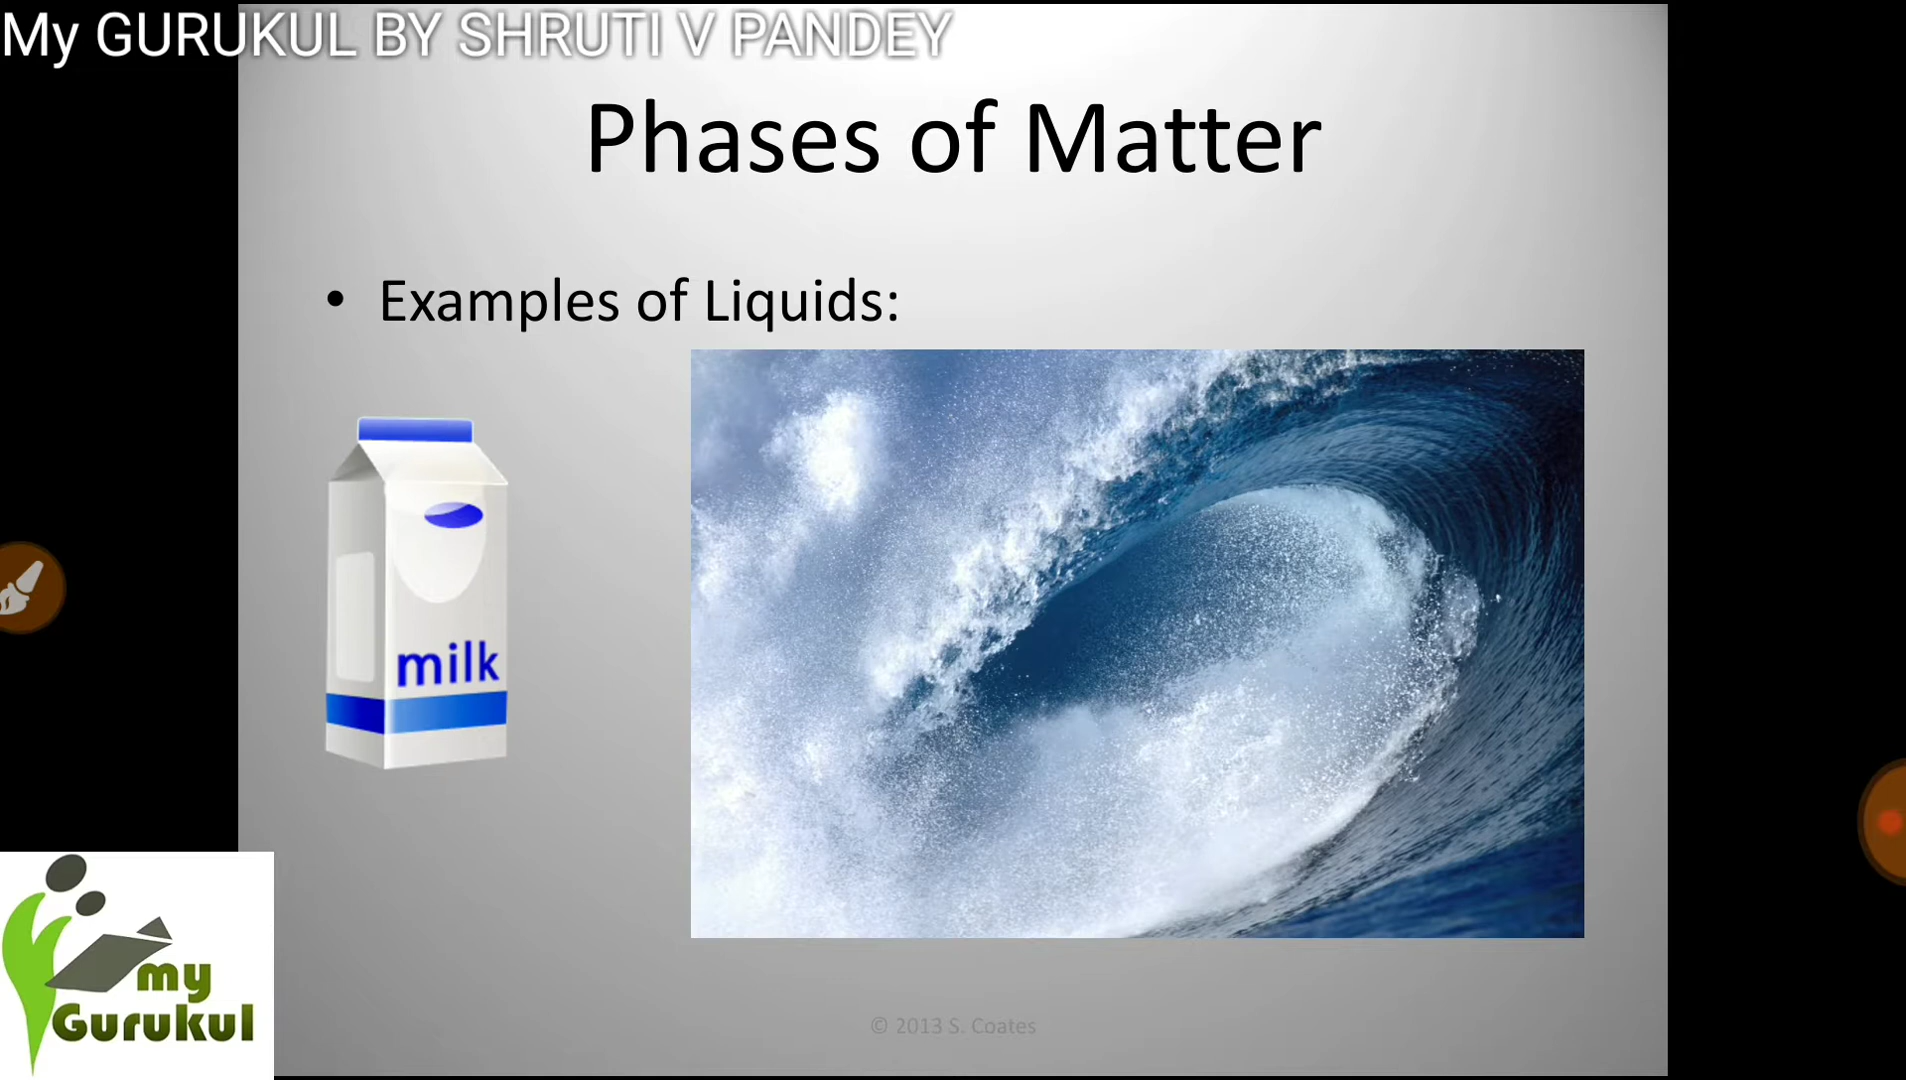 My GURUKUL BY SHRUTI V PANDEY
Phases of Matter
• Examples of Liquids:
milk
my
Gurukul
© 2013 S. Coates